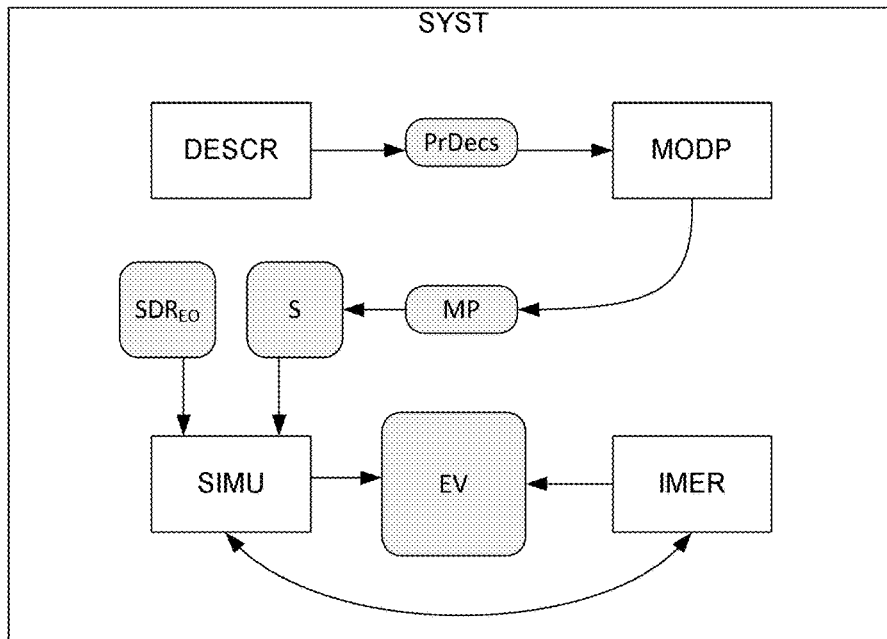 SYST
DESCR
PrDecs
MODP
SDR_EO
S
MP
SIMU
EV
IMER